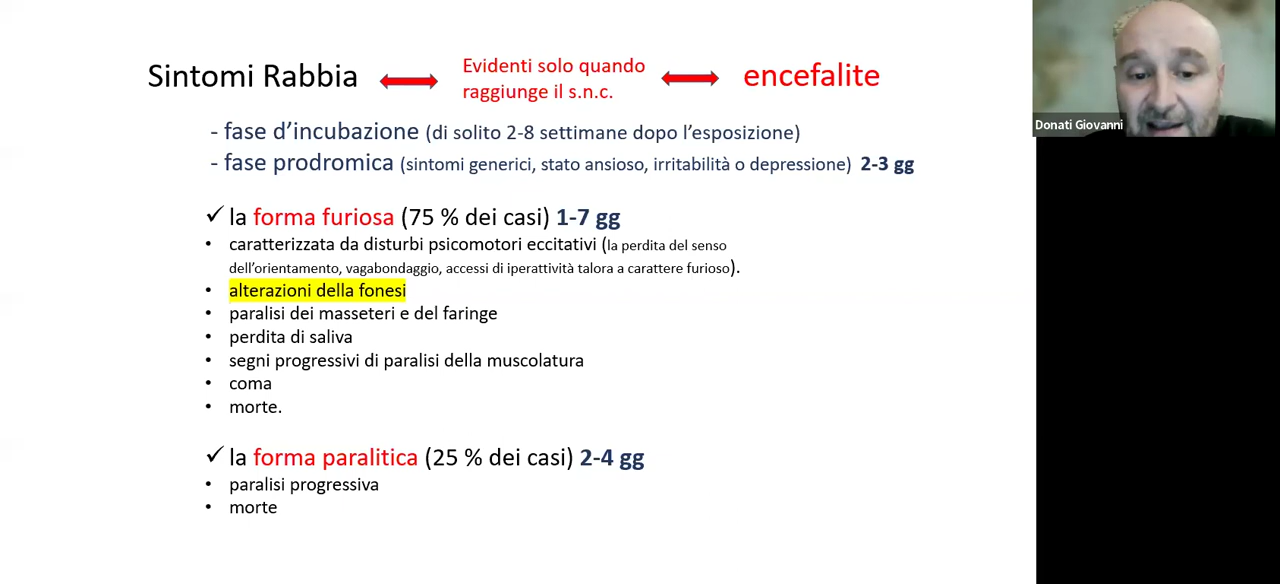 Sintomi Rabbia
Evidenti solo quando
raggiunge il s.n.c.
encefalite
- fase d'incubazione (di solito 2-8 settimane dopo l'esposizione)
- fase prodromica (sintomi generici, stato ansioso, irritabilità o depressione) 2-3 gg
✓ la forma furiosa (75 % dei casi) 1-7 gg
• caratterizzata da disturbi psicomotori eccitativi (la perdita del senso
dell'orientamento, vagabondaggio, accessi di iperattività talora a carattere furioso).
• alterazioni della fonesi
• paralisi dei masseteri e del faringe
• perdita di saliva
• segni progressivi di paralisi della muscolatura
• coma
• morte.
✓ la forma paralitica (25 % dei casi) 2-4 gg
• paralisi progressiva
• morte
Donati Giovanni